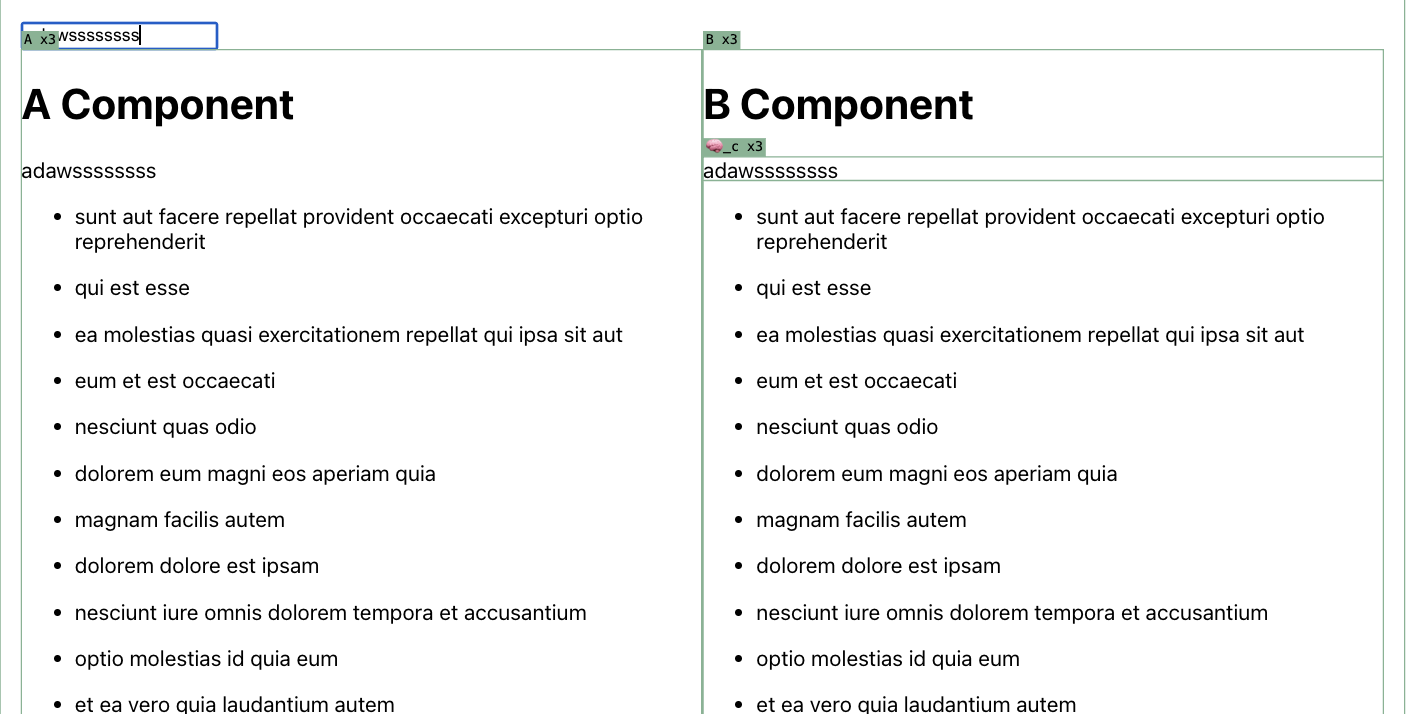 wssssssss
A x3
B x3
A Component
B Component
🧠_c x3
adawssssssss
adawssssssss
• sunt aut facere repellat provident occaecati excepturi optio
reprehenderit
• qui est esse
• ea molestias quasi exercitationem repellat qui ipsa sit aut
• eum et est occaecati
• nesciunt quas odio
• dolorem eum magni eos aperiam quia
• magnam facilis autem
• dolorem dolore est ipsam
• nesciunt iure omnis dolorem tempora et accusantium
• optio molestias id quia eum
• et ea vero quia laudantium autem
• sunt aut facere repellat provident occaecati excepturi optio
reprehenderit
• qui est esse
• ea molestias quasi exercitationem repellat qui ipsa sit aut
• eum et est occaecati
• nesciunt quas odio
• dolorem eum magni eos aperiam quia
• magnam facilis autem
• dolorem dolore est ipsam
• nesciunt iure omnis dolorem tempora et accusantium
• optio molestias id quia eum
• et ea vero quia laudantium autem